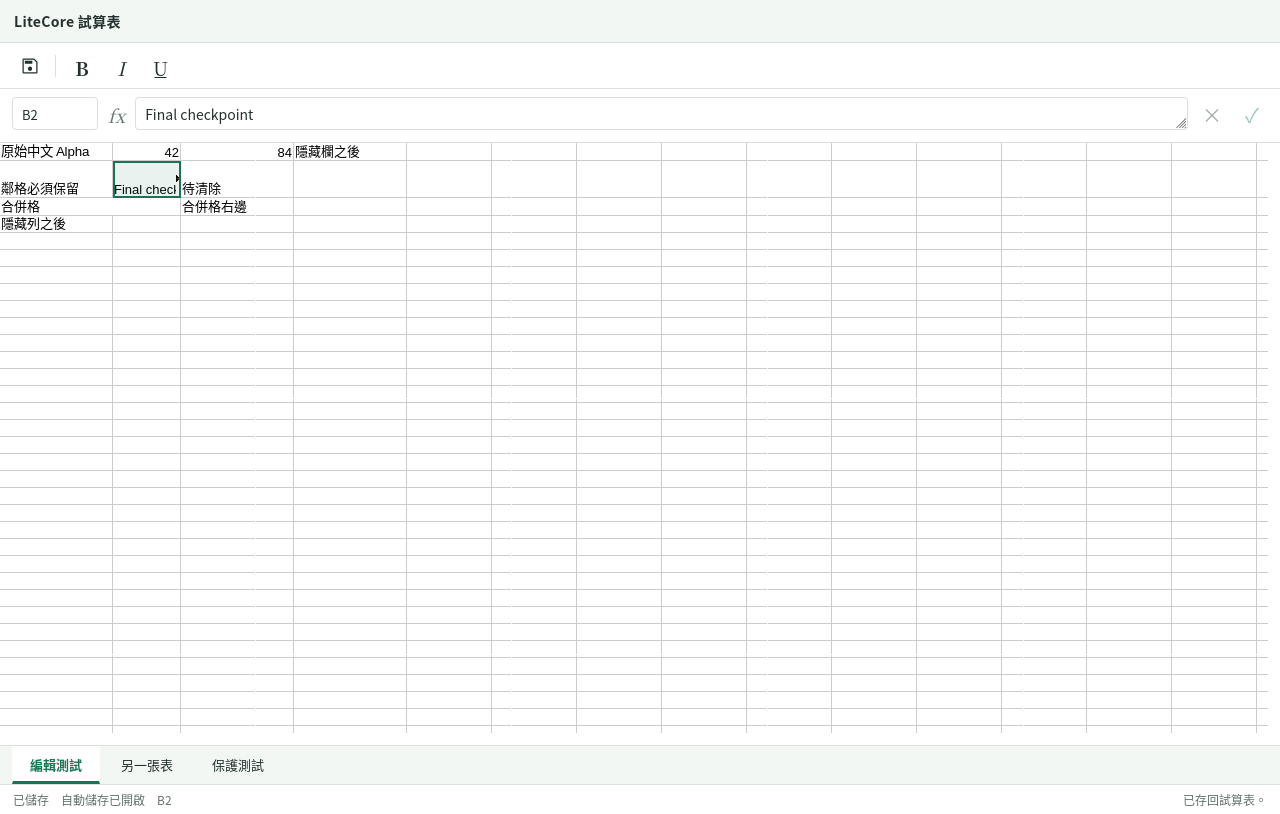 LiteCore 試算表
B I U
B2 fx Final checkpoint
原始中文 Alpha 42 84 隱藏欄之後
鄰格必須保留 Final check 待清除
合併格 合併格右邊
隱藏列之後
編輯測試 另一張表 保護測試
已儲存 自動儲存已開啟 B2 已存回試算表。